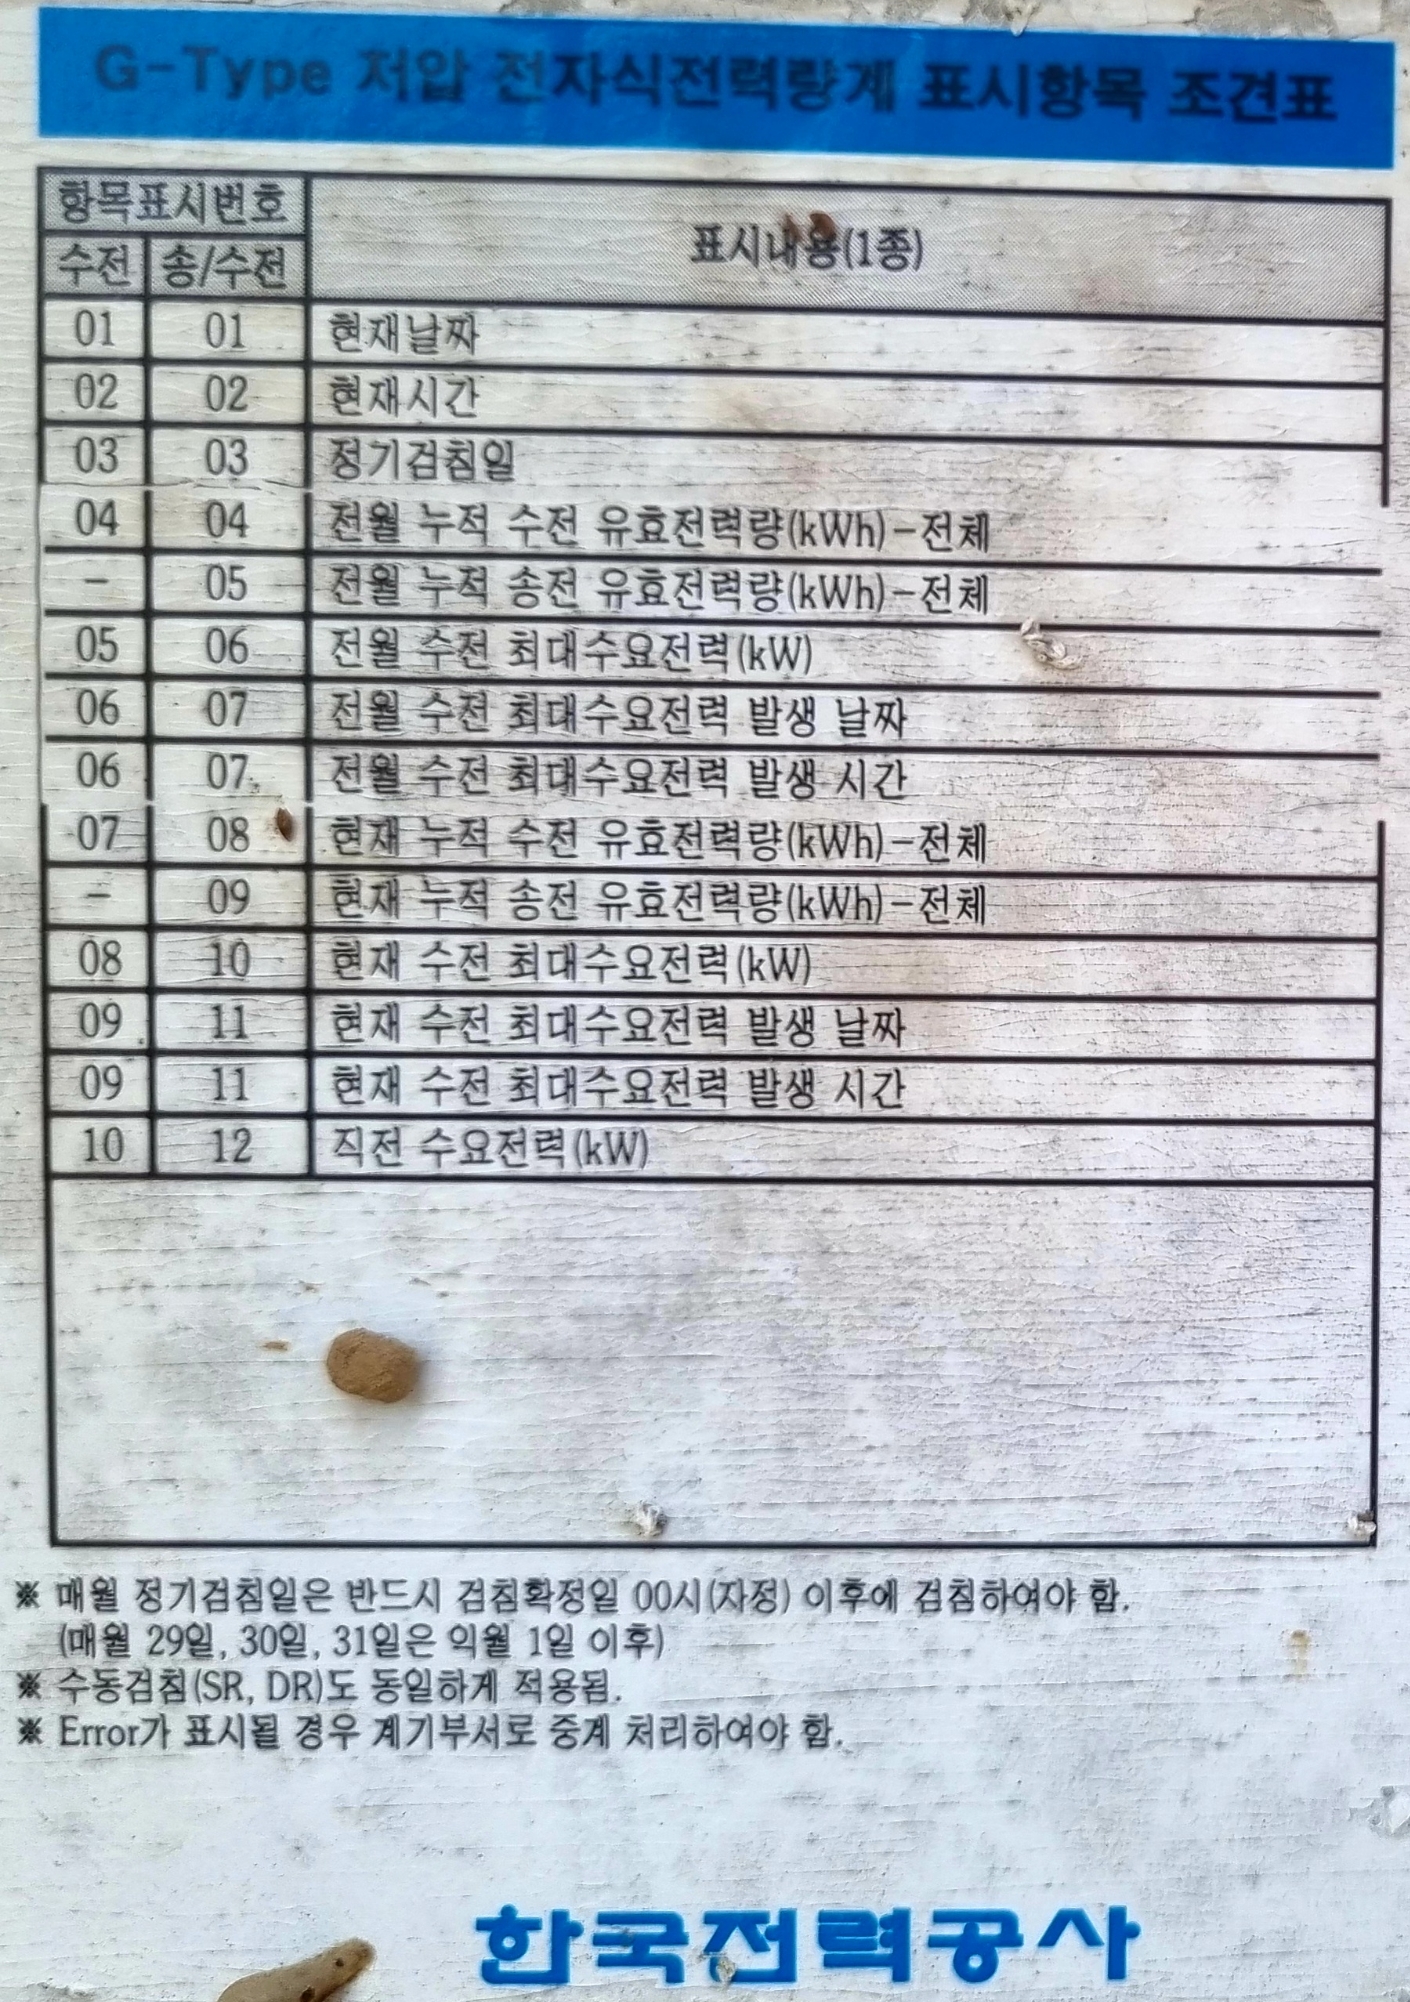 G-Type 저압 전자식전력량계 표시항목 조견표
항목표시번호 표시내용(1종)
수전 송/수전
01 01 현재날짜
02 02 현재시간
03 03 정기검침일
04 04 전월 누적 수전 유효전력량(kWh)-전체
- 05 전월 누적 송전 유효전력량(kWh)-전체
05 06 전월 수전 최대수요전력(kW)
06 07 전월 수전 최대수요전력 발생 날짜
06 07 전월 수전 최대수요전력 발생 시간
07 08 현재 누적 수전 유효전력량(kWh)-전체
- 09 현재 누적 송전 유효전력량(kWh)-전체
08 10 현재 수전 최대수요전력(kW)
09 11 현재 수전 최대수요전력 발생 날짜
09 11 현재 수전 최대수요전력 발생 시간
10 12 직전 수요전력(kW)
※ 매월 정기검침일은 반드시 검침확정일 00시(자정) 이후에 검침하여야 함.
(매월 29일, 30일, 31일은 익월 1일 이후)
※ 수동검침(SR, DR)도 동일하게 적용됨.
※ Error가 표시될 경우 계기부서로 중계 처리하여야 함.
한국전력공사